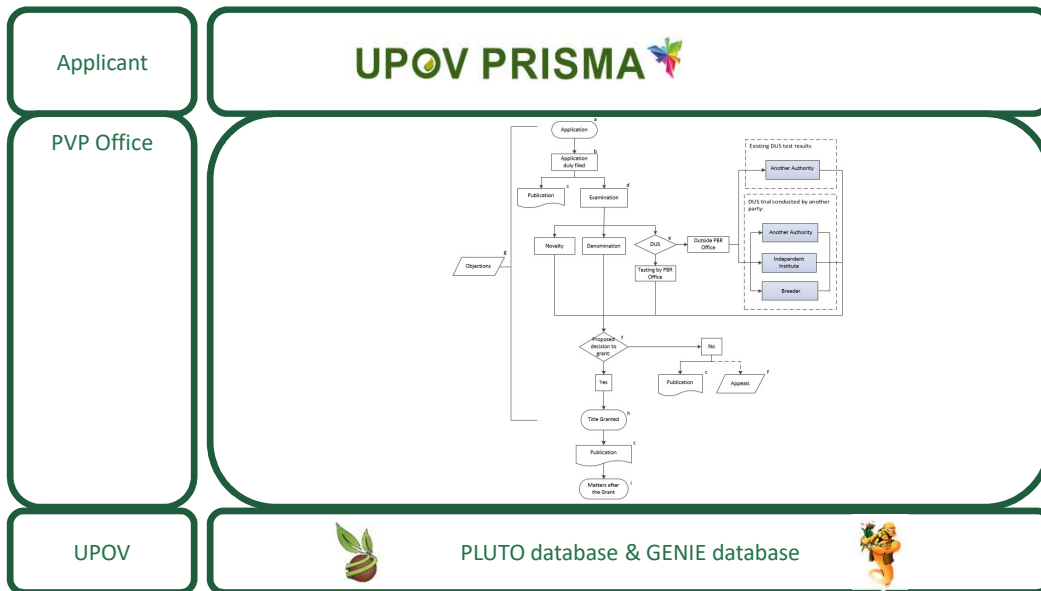 Applicant
UPOV PRISMA
PVP Office
a
Application
b
Application
duly filed
c
Publication
d
Examination
Existing DUS test results
Another Authority
DUS trial conducted by another
party:
Another Authority
Independent
Institute
Breeder
Novelty
Denomination
e
DUS
Outside PBR
Office
Testing by PBR
Office
g
Objections
f
Proposed
decision to
grant
No
Yes
c
Publication
f
Appeals
h
Title Granted
c
Publication
i
Matters after
the Grant
UPOV
PLUTO database & GENIE database